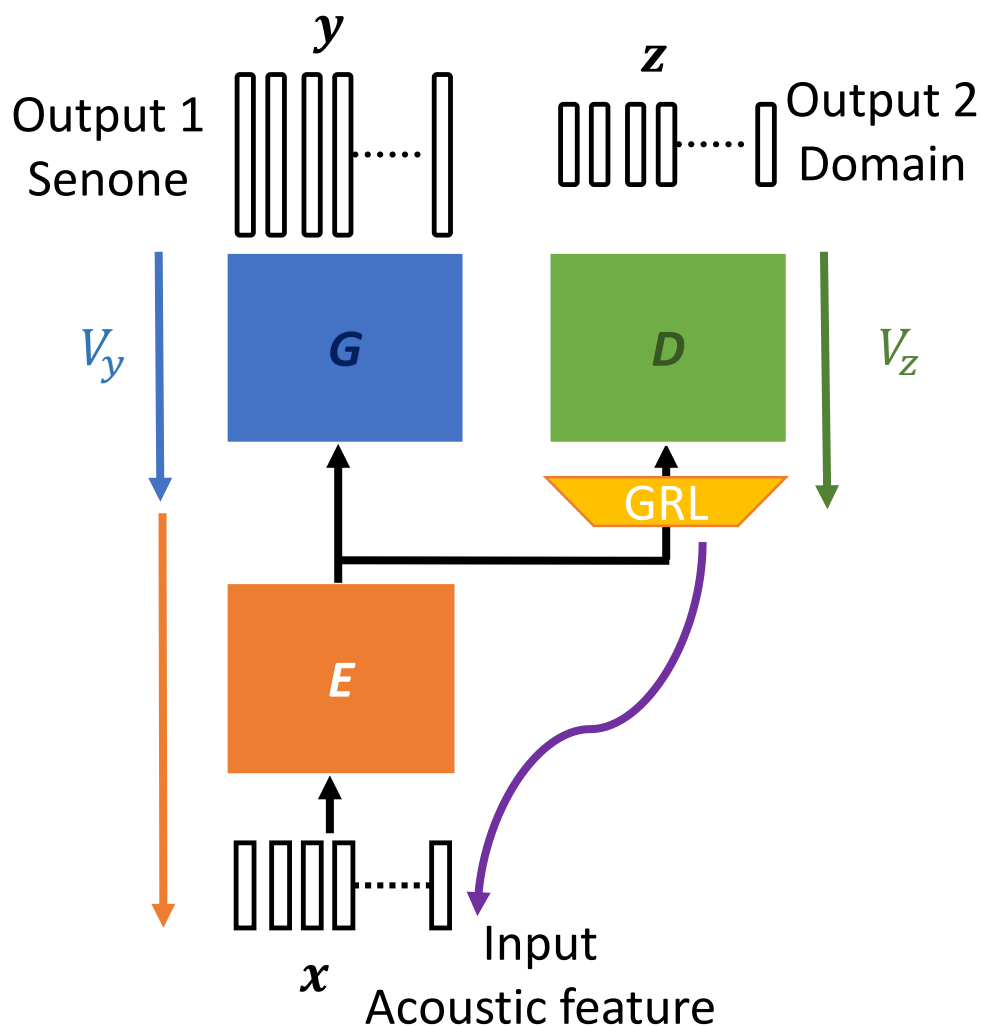 y
z
Output 1
Senone
Output 2
Domain
G
D
V_y
V_z
GRL
E
x
Input
Acoustic feature